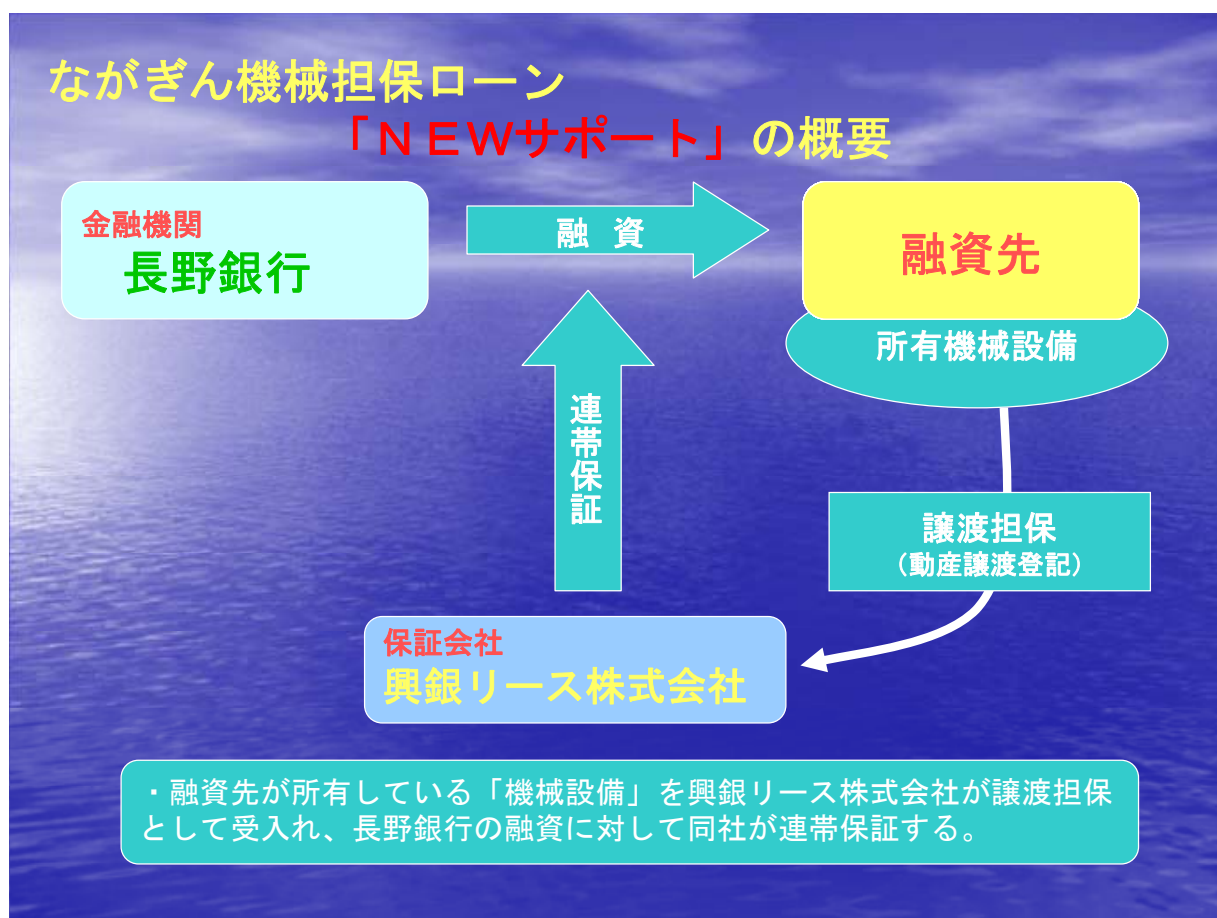 ながぎん機械担保ローン
「ＮＥＷサポート」の概要
金融機関
長野銀行
融 資
融資先
所有機械設備
連帯保証
譲渡担保
（動産譲渡登記）
保証会社
興銀リース株式会社
・融資先が所有している「機械設備」を興銀リース株式会社が譲渡担保
として受入れ、長野銀行の融資に対して同社が連帯保証する。